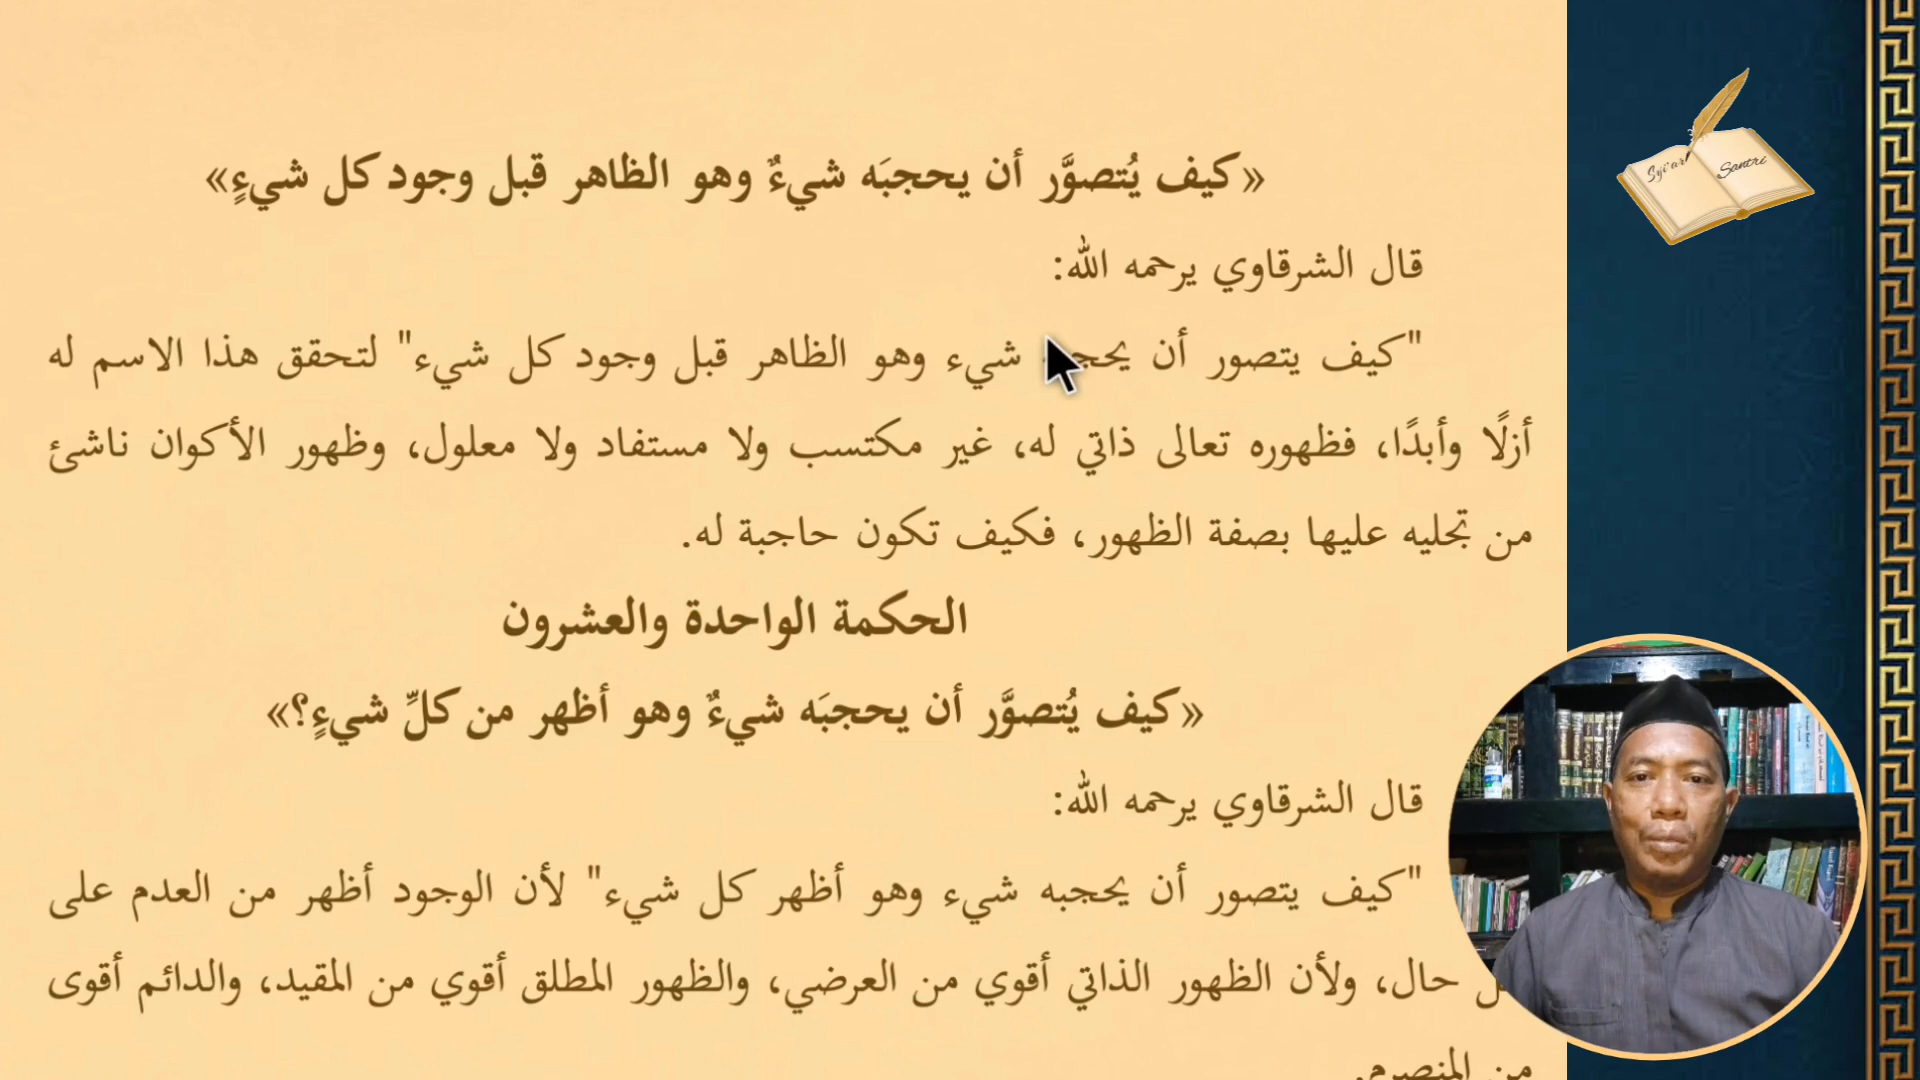 «كيف يُتصوَّر أن يحجبَه شيءٌ وهو الظاهر قبل وجود كل شيءٍ»
قال الشرقاوي يرحمه الله:
"كيف يتصور أن شيء وهو الظاهر قبل وجود كل شيء" لتحقق هذا الاسم له
أزلًا وأبدًا، فظهوره تعالى ذاتي له، غير مكتسب ولا مستفاد ولا معلول، وظهور الأكوان ناشئ
من تجليه عليها بصفة الظهور، فكيف تكون حاجبة له.
الحكمة الواحدة والعشرون
«كيف يُتصوَّر أن يحجبَه شيءٌ وهو أظهر من كلِّ شيءٍ؟»
قال الشرقاوي يرحمه الله:
"كيف يتصور أن يحجبه شيء وهو أظهر كل شيء" لأن الوجود أظهر من العدم على
حال، ولأن الظهور الذاتي أقوي من العرضي، والظهور المطلق أقوي من المقيد، والدائم أقوى
من المنصرم.
Syi'ar Santri